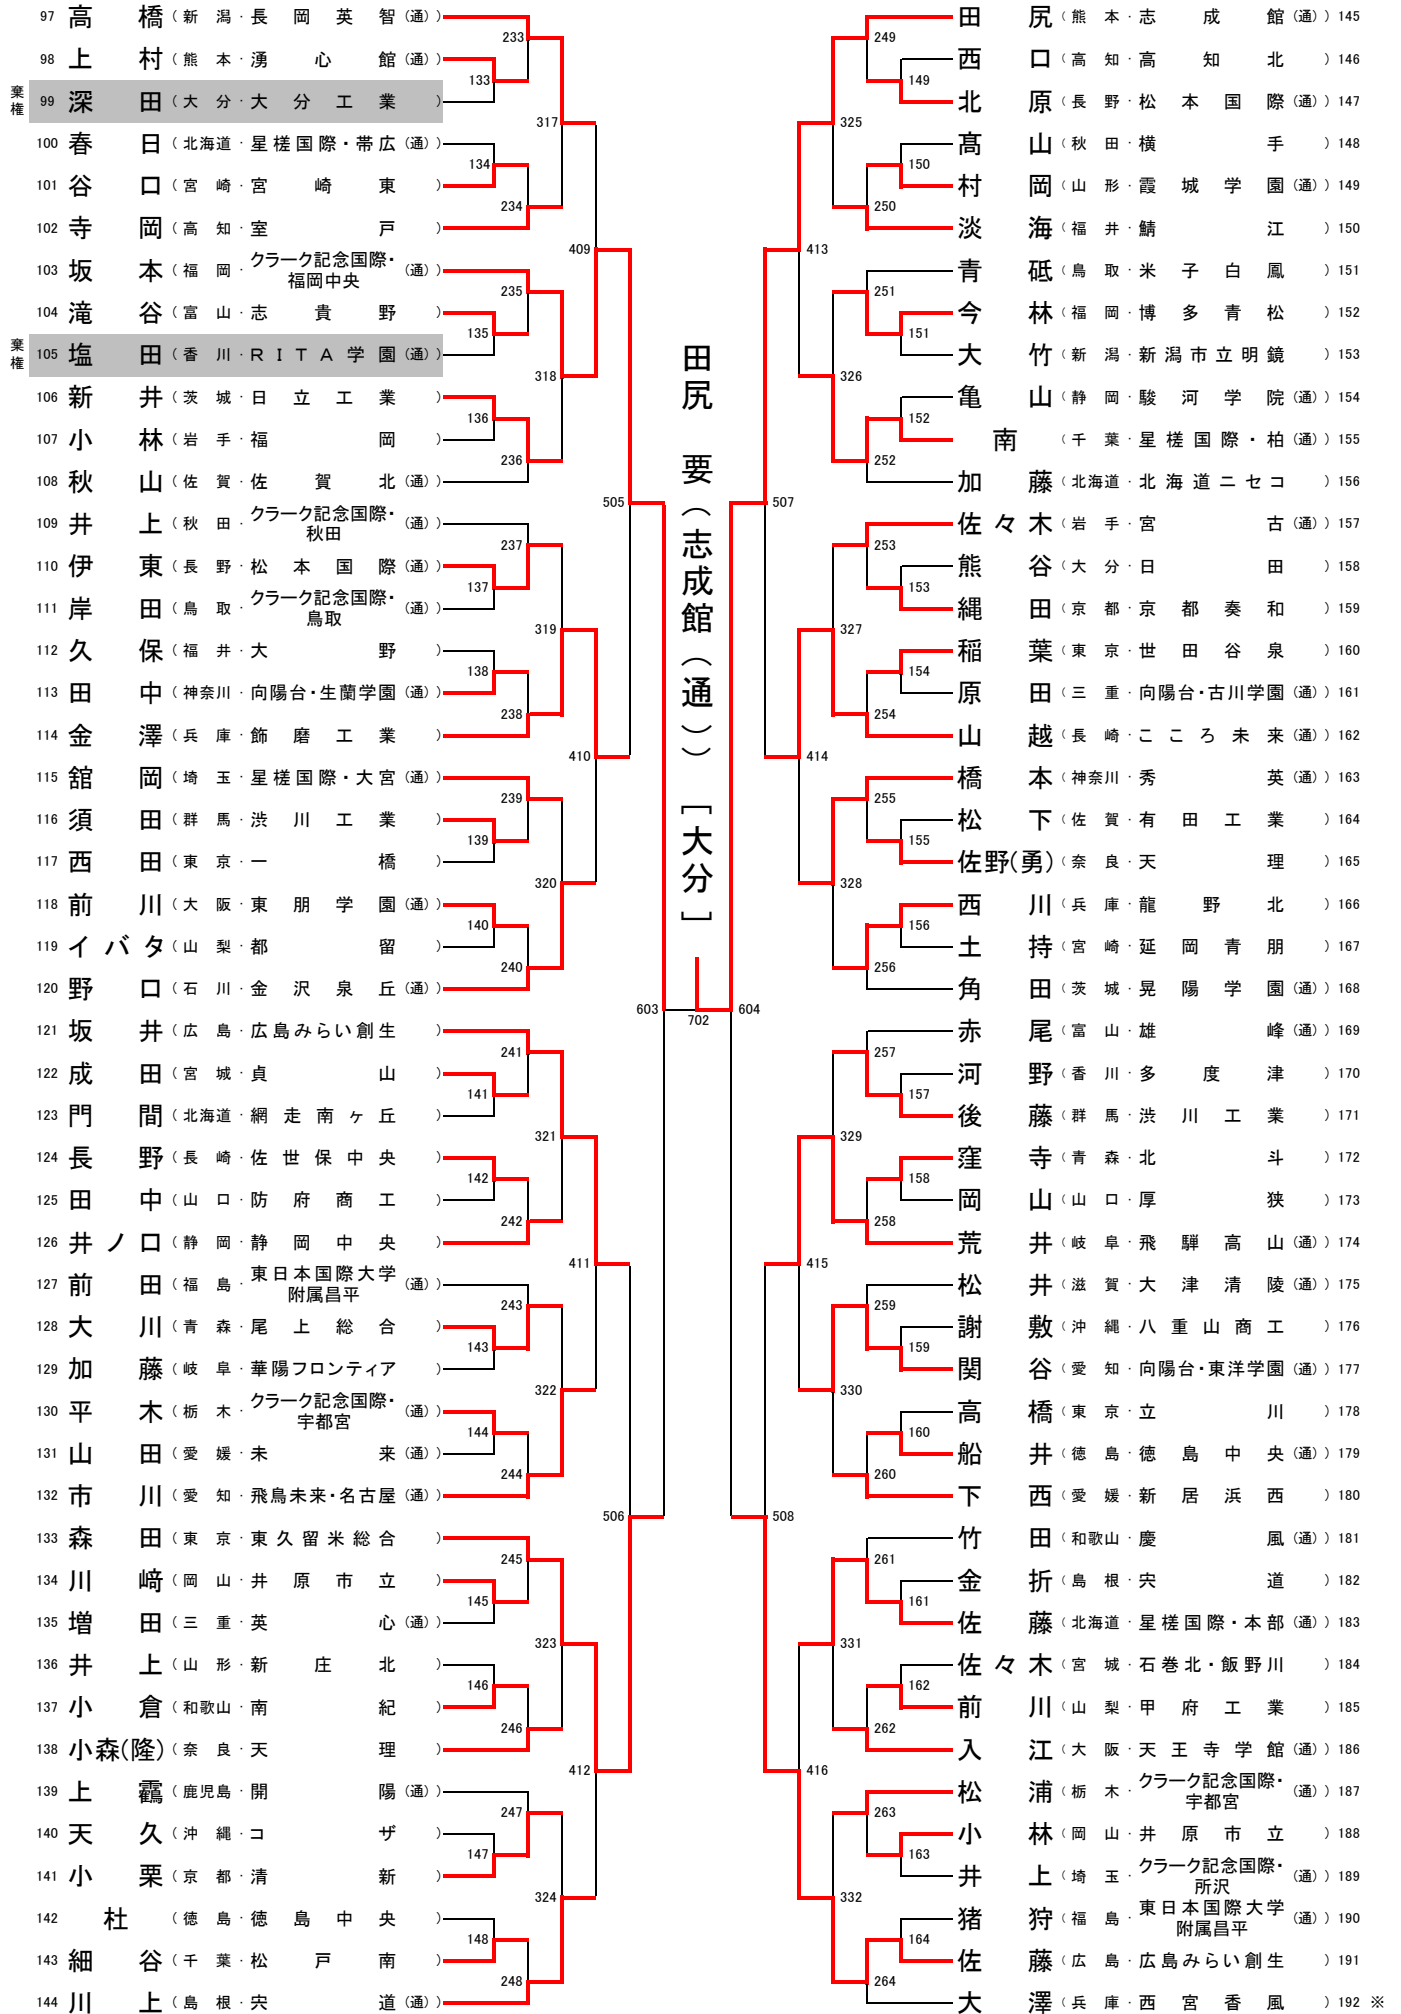 97 高橋 (新潟・長岡英智(通))
98 上村 (熊本・湧心館(通))
棄権 99 深田 (大分・大分工業)
100 春日 (北海道・星槎国際・帯広(通))
101 谷口 (宮崎・宮崎東)
102 寺岡 (高知・室戸)
103 坂本 (福岡・クラーク記念国際・福岡中央(通))
104 滝谷 (富山・志貴野)
棄権 105 塩田 (香川・RITA学園(通))
106 新井 (茨城・日立工業)
107 小林 (岩手・福岡)
108 秋山 (佐賀・佐賀北(通))
109 井上 (秋田・クラーク記念国際・秋田(通))
110 伊東 (長野・松本国際(通))
111 岸田 (鳥取・クラーク記念国際・鳥取(通))
112 久保 (福井・大野)
113 田中 (神奈川・向陽台・生蘭学園(通))
114 金澤 (兵庫・飾磨工業)
115 舘岡 (埼玉・星槎国際・大宮(通))
116 須田 (群馬・渋川工業)
117 西田 (東京・一橋)
118 前川 (大阪・東朋学園(通))
119 イバタ (山梨・都留)
120 野口 (石川・金沢泉丘(通))
121 坂井 (広島・広島みらい創生)
122 成田 (宮城・貞山)
123 門間 (北海道・網走南ヶ丘)
124 長野 (長崎・佐世保中央)
125 田中 (山口・防府商工)
126 井ノ口 (静岡・静岡中央)
127 前田 (福島・東日本国際大学附属昌平(通))
128 大川 (青森・尾上総合)
129 加藤 (岐阜・華陽フロンティア)
130 平木 (栃木・クラーク記念国際・宇都宮(通))
131 山田 (愛媛・未来(通))
132 市川 (愛知・飛鳥未来・名古屋(通))
133 森田 (東京・東久留米総合)
134 川﨑 (岡山・井原市立)
135 増田 (三重・英心(通))
136 井上 (山形・新庄北)
137 小倉 (和歌山・南紀)
138 小森(隆) (奈良・天理)
139 上靏 (鹿児島・開陽(通))
140 天久 (沖縄・コザ)
141 小栗 (京都・清新)
142 杜 (徳島・徳島中央)
143 細谷 (千葉・松戸南)
144 川上 (島根・宍道(通))
233
133
317
134
234
409
235
135
318
136
236
505
237
137
319
138
238
410
239
139
320
140
240
603
241
141
321
142
242
411
243
143
322
144
244
506
245
145
323
146
246
412
247
147
324
148
248
田尻 要(志成館(通)) [大分]
702
249
149
325
150
250
413
251
151
326
152
252
507
253
153
327
154
254
414
255
155
328
156
256
604
257
157
329
158
258
415
259
159
330
160
260
508
261
161
331
162
262
416
263
163
332
164
264
田尻 (熊本・志成館(通)) 145
西口 (高知・高知北) 146
北原 (長野・松本国際(通)) 147
髙山 (秋田・横手) 148
村岡 (山形・霞城学園(通)) 149
淡海 (福井・鯖江) 150
青砥 (鳥取・米子白鳳) 151
今林 (福岡・博多青松) 152
大竹 (新潟・新潟市立明鏡) 153
亀山 (静岡・駿河学院(通)) 154
南 (千葉・星槎国際・柏(通)) 155
加藤 (北海道・北海道ニセコ) 156
佐々木 (岩手・宮古(通)) 157
熊谷 (大分・日田) 158
縄田 (京都・京都奏和) 159
稲葉 (東京・世田谷泉) 160
原田 (三重・向陽台・古川学園(通)) 161
山越 (長崎・こころ未来(通)) 162
橋本 (神奈川・秀英(通)) 163
松下 (佐賀・有田工業) 164
佐野(勇) (奈良・天理) 165
西川 (兵庫・龍野北) 166
土持 (宮崎・延岡青朋) 167
角田 (茨城・晃陽学園(通)) 168
赤尾 (富山・雄峰(通)) 169
河野 (香川・多度津) 170
後藤 (群馬・渋川工業) 171
窪寺 (青森・北斗) 172
岡山 (山口・厚狭) 173
荒井 (岐阜・飛騨高山(通)) 174
松井 (滋賀・大津清陵(通)) 175
謝敷 (沖縄・八重山商工) 176
関谷 (愛知・向陽台・東洋学園(通)) 177
高橋 (東京・立川) 178
船井 (徳島・徳島中央(通)) 179
下西 (愛媛・新居浜西) 180
竹田 (和歌山・慶風(通)) 181
金折 (島根・宍道) 182
佐藤 (北海道・星槎国際・本部(通)) 183
佐々木 (宮城・石巻北・飯野川) 184
前川 (山梨・甲府工業) 185
入江 (大阪・天王寺学館(通)) 186
松浦 (栃木・クラーク記念国際・宇都宮(通)) 187
小林 (岡山・井原市立) 188
井上 (埼玉・クラーク記念国際・所沢(通)) 189
猪狩 (福島・東日本国際大学附属昌平(通)) 190
佐藤 (広島・広島みらい創生) 191
大澤 (兵庫・西宮香風) 192 ※